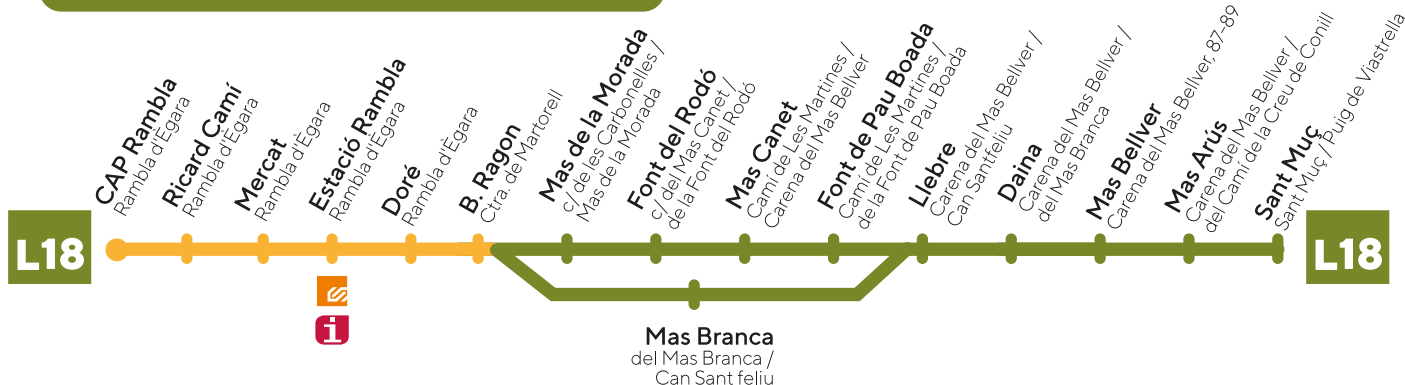 L18
CAP Rambla
Rambla d'Ègara
Ricard Camí
Rambla d'Ègara
Mercat
Rambla d'Ègara
Estació Rambla
Rambla d'Ègara
Doré
Rambla d'Ègara
B. Ragon
Ctra. de Martorell
Mas de la Morada
c/ de les Carbonelles /
Mas de la Morada
Font del Rodó
c/ del Mas Canet /
de la Font del Rodó
Mas Canet
Camí de Les Martines /
Carena del Mas Bellver
Font de Pau Boada
Camí de Les Martines /
de la Font de Pau Boada
Llebre
Carena del Mas Bellver /
Can Santfeliu
Daina
Carena del Mas Bellver /
del Mas Branca
Mas Bellver
Carena del Mas Bellver, 87-89
Mas Arús
Carena del Mas Bellver /
del Camí de la Creu de Conill
Sant Muç
Sant Muç / Puig de Viastrella
L18
i
Mas Branca
del Mas Branca /
Can Sant feliu